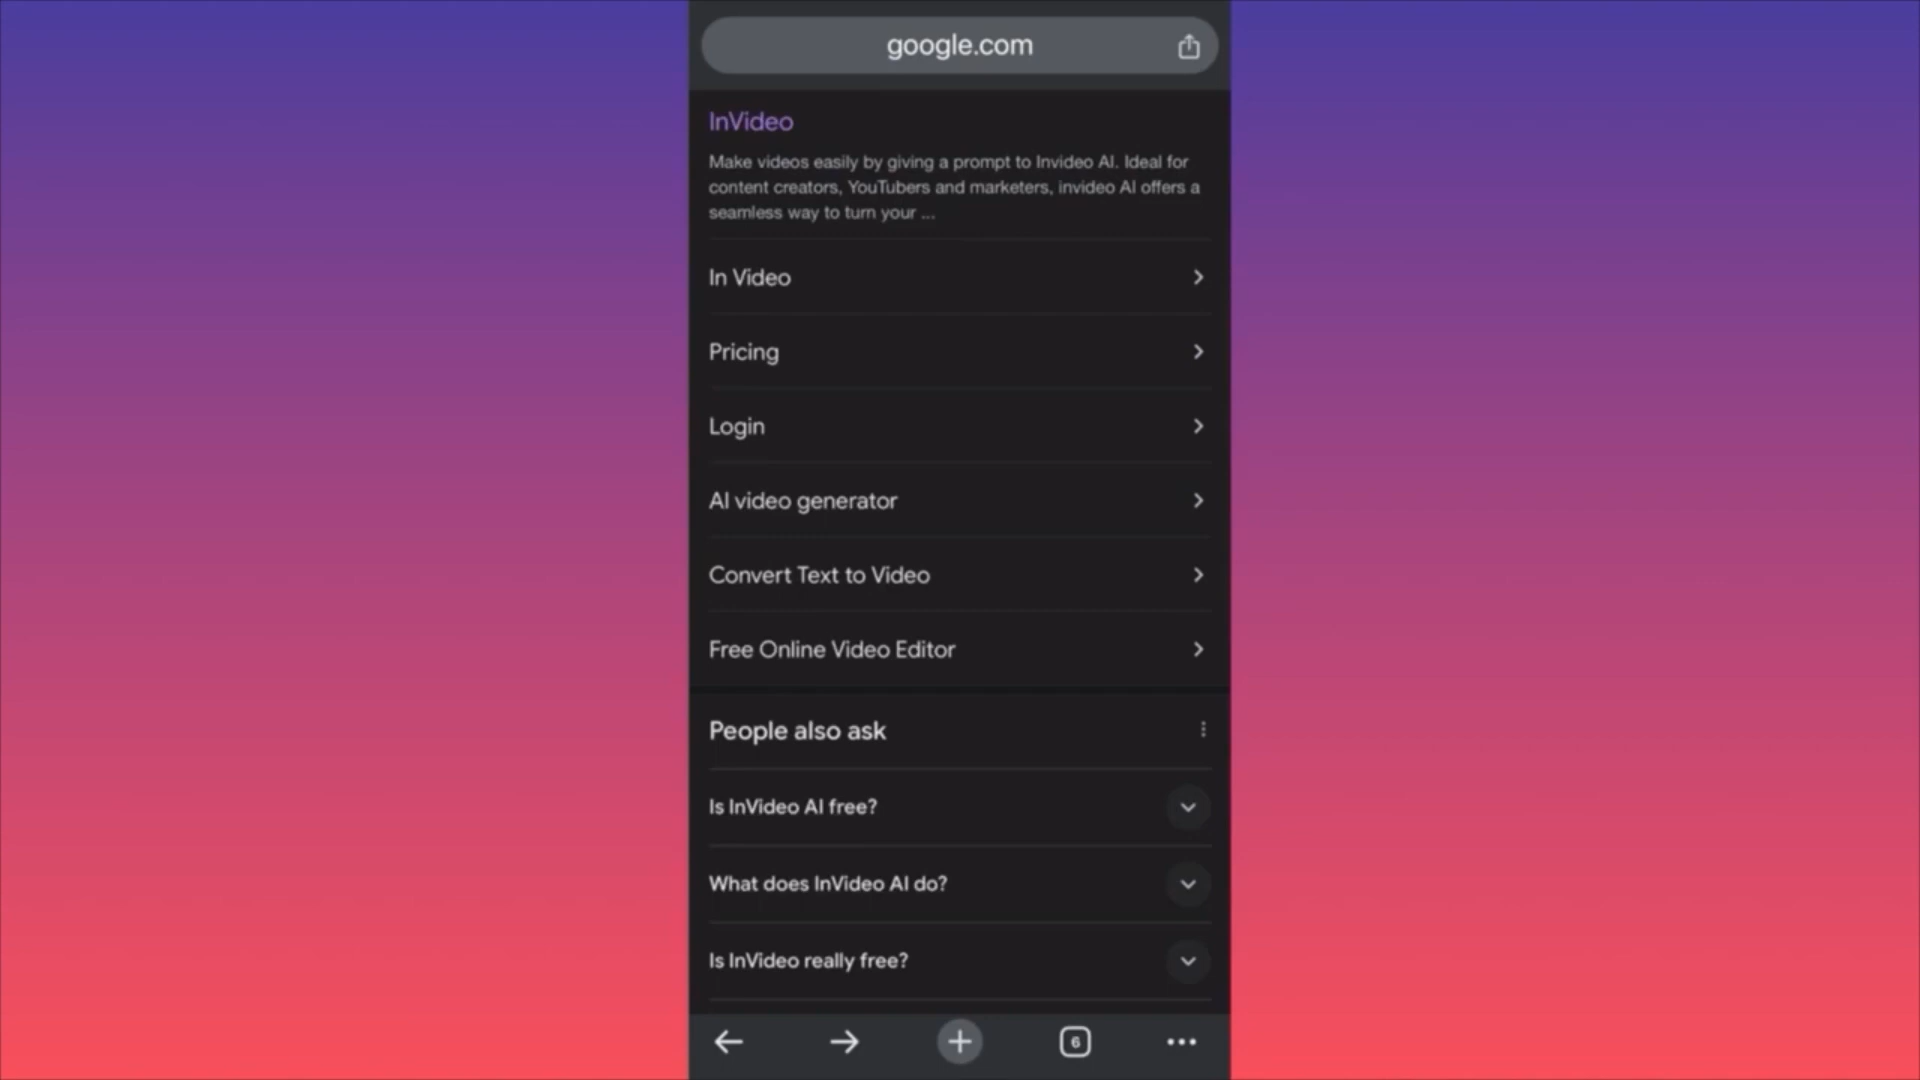 google.com
InVideo
Make videos easily by giving a prompt to Invideo AI. Ideal for
content creators, YouTubers and marketers, invideo AI offers a
seamless way to turn your ...
In Video
Pricing
Login
AI video generator
Convert Text to Video
Free Online Video Editor
People also ask
Is InVideo AI free?
What does InVideo AI do?
Is InVideo really free?
6